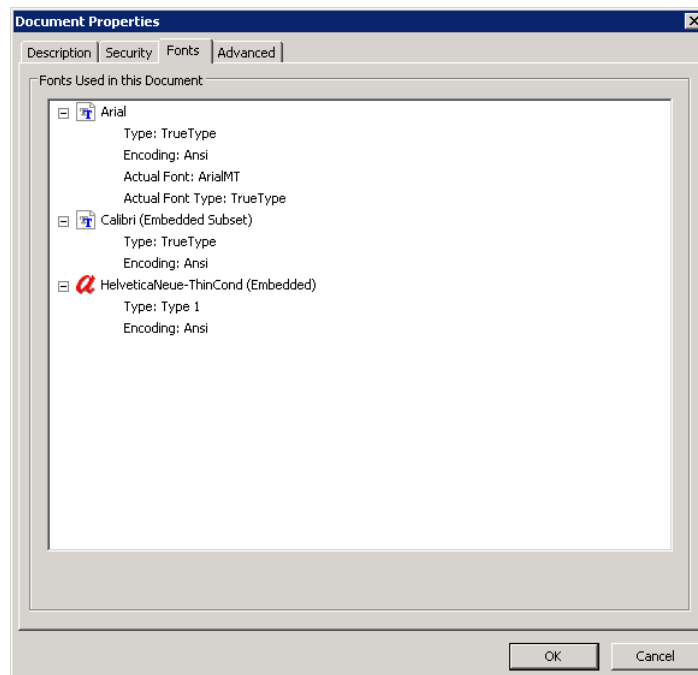 Document Properties
Description Security Fonts Advanced
Fonts Used in this Document
Arial
Type: TrueType
Encoding: Ansi
Actual Font: ArialMT
Actual Font Type: TrueType
Calibri (Embedded Subset)
Type: TrueType
Encoding: Ansi
HelveticaNeue-ThinCond (Embedded)
Type: Type 1
Encoding: Ansi
OK Cancel